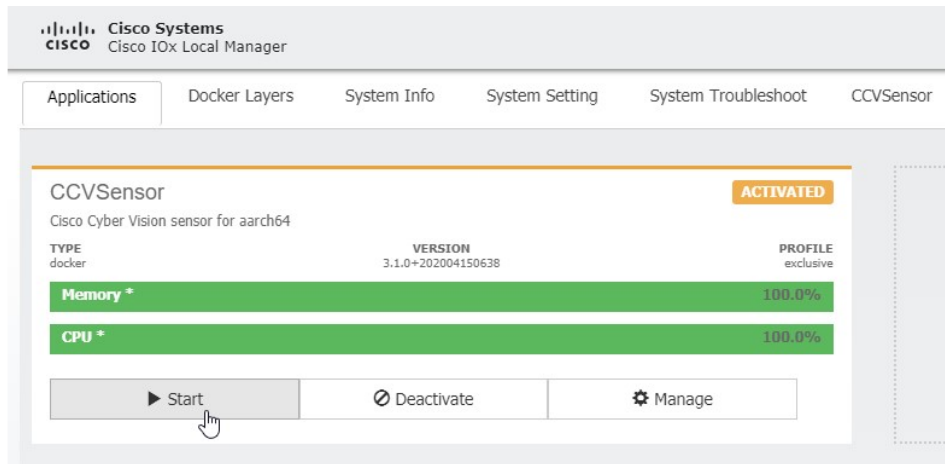 Cisco Systems
CISCO Cisco IOx Local Manager
Applications Docker Layers System Info System Setting System Troubleshoot CCVSensor
CCVSensor ACTIVATED
Cisco Cyber Vision sensor for aarch64
TYPE VERSION PROFILE
docker 3.1.0+202004150638 exclusive
Memory * 100.0%
CPU * 100.0%
Start Deactivate Manage